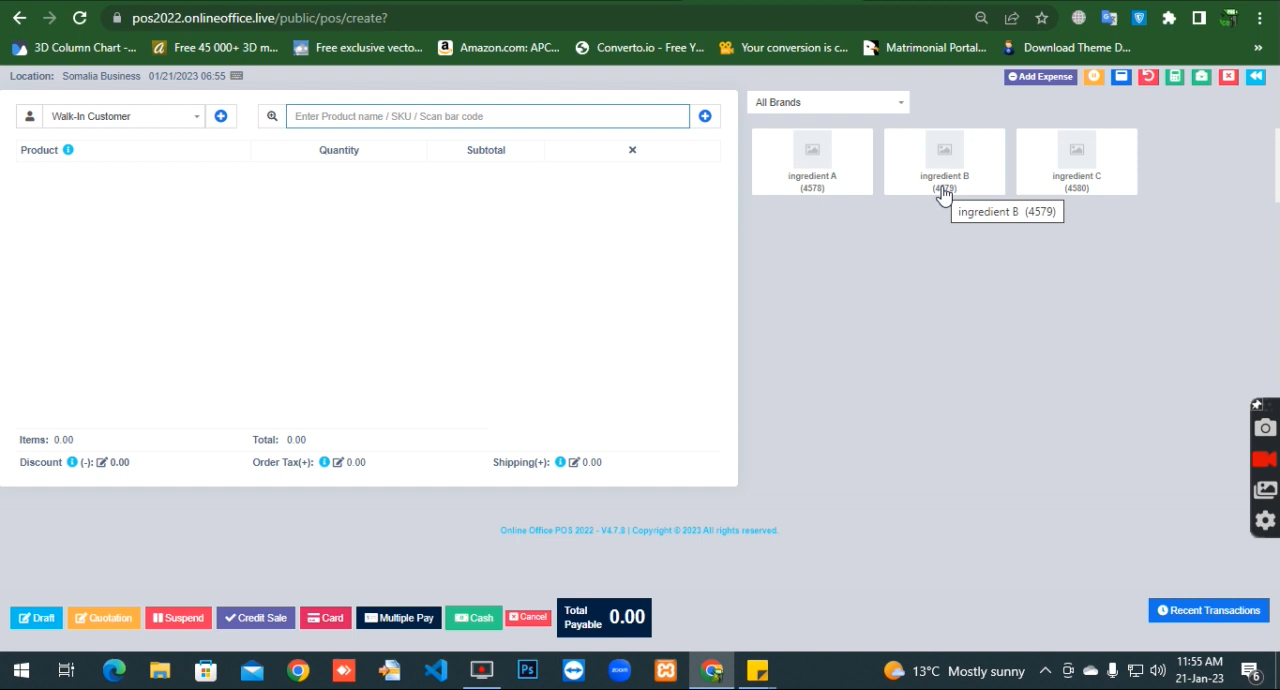 pos2022.onlineoffice.live/public/pos/create?
3D Column Chart -...
Free 45 000+ 3D m...
Free exclusive vecto...
Amazon.com: APC...
Converto.io - Free Y...
Your conversion is c...
Matrimonial Portal...
Download Theme D...
»
Location: Somalia Business 01/21/2023 06:55
Add Expense
Walk-In Customer
Enter Product name / SKU / Scan bar code
All Brands
Product
Quantity
Subtotal
ingredient A
(4578)
ingredient B
(4579)
ingredient C
(4580)
ingredient B (4579)
Items: 0.00
Total: 0.00
Discount (-): 0.00
Order Tax(+): 0.00
Shipping(+): 0.00
Online Office POS 2022 - V4.7.8 | Copyright © 2023 All rights reserved.
Draft
Quotation
Suspend
Credit Sale
Card
Multiple Pay
Cash
Cancel
Total Payable 0.00
Recent Transactions
Ps
zoom
13°C Mostly sunny
11:55 AM
21-Jan-23
6